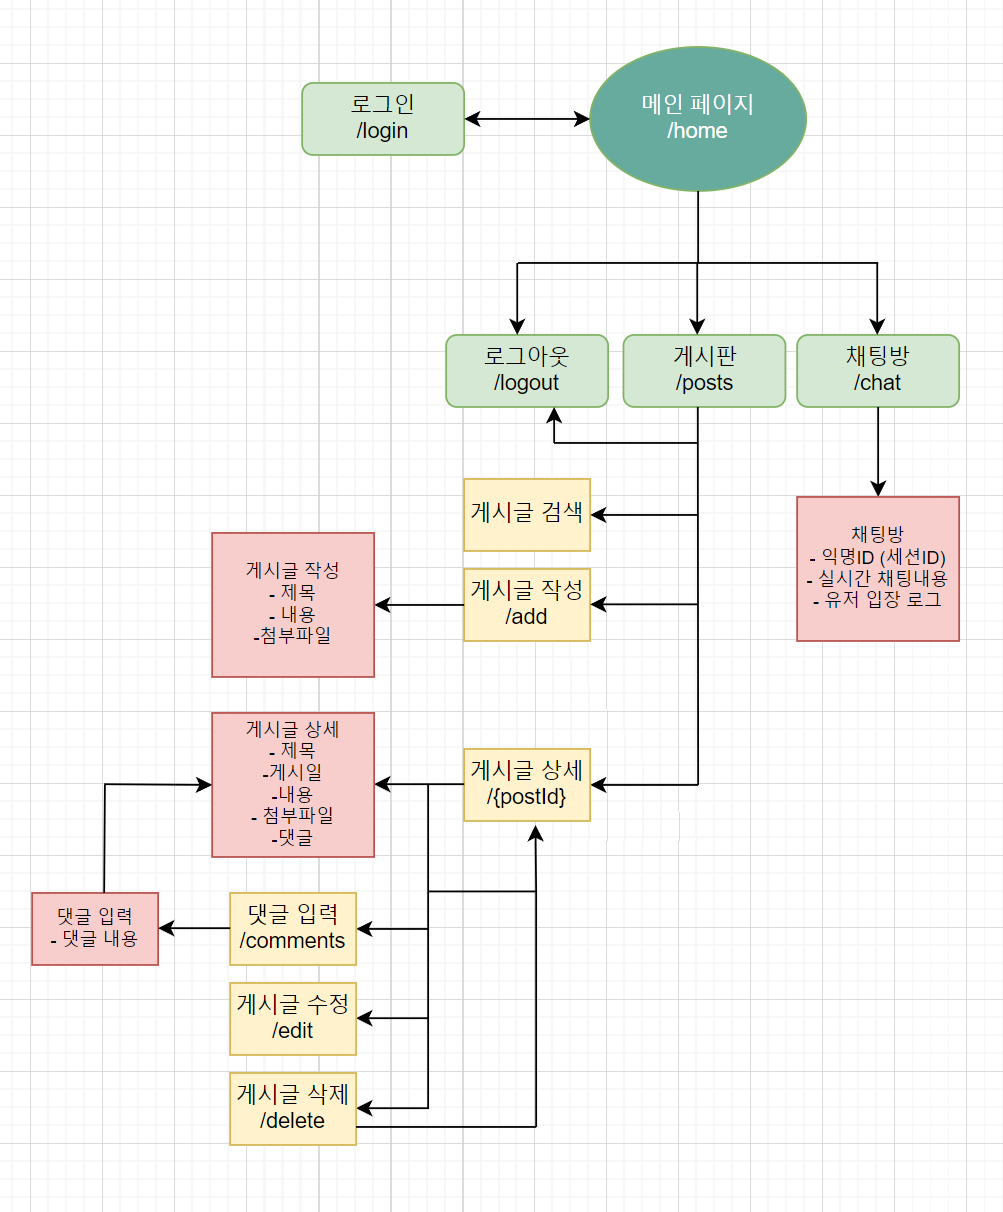 로그인
/login
메인 페이지
/home
로그아웃
/logout
게시판
/posts
채팅방
/chat
게시글 검색
게시글 작성
/add
게시글 작성
- 제목
- 내용
-첨부파일
채팅방
- 익명ID (세션ID)
- 실시간 채팅내용
- 유저 입장 로그
게시글 상세
- 제목
-게시일
-내용
- 첨부파일
-댓글
게시글 상세
/{postId}
댓글 입력
- 댓글 내용
댓글 입력
/comments
게시글 수정
/edit
게시글 삭제
/delete